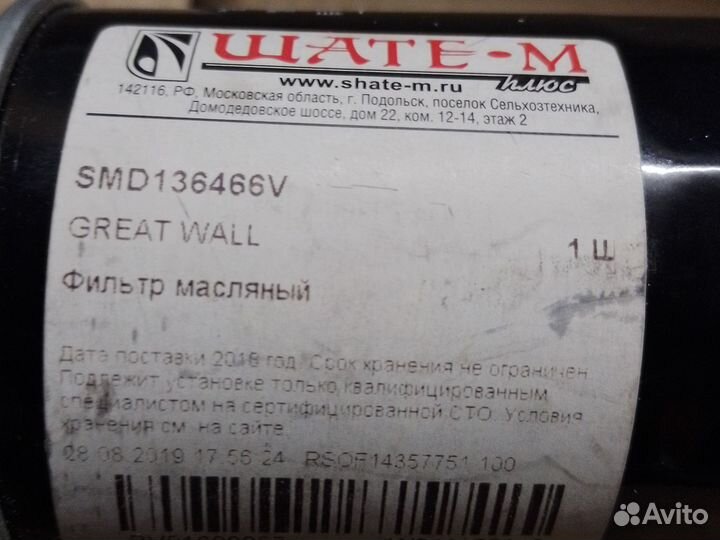 ШАТЕ-М
плюс
www.shate-m.ru
142116, РФ, Московская область, г. Подольск, поселок Сельхозтехника,
Домодедовское шоссе, дом 22, ком. 12-14, этаж 2
SMD136466V
GREAT WALL
1 Ш
Фильтр масляный
Дата поставки 2018 год. Срок хранения не ограничен
Подлежит установке только квалифицированным
специалистом на сертифицированной СТО. Условия
хранения см. на сайте.
28.08.2019 17:56:24 RSOF14357751 100
Avito